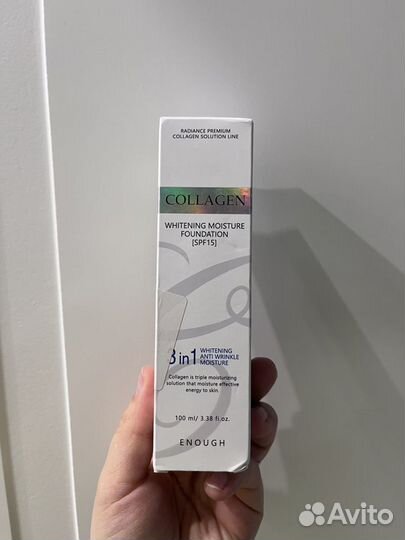 RADIANCE PREMIUM
COLLAGEN SOLUTION LINE
COLLAGEN
WHITENING MOISTURE
FOUNDATION
[SPF15]
3 in 1 WHITENING
ANTI WRINKLE
MOISTURE
Collagen is triple moisturizing
solution that moisture effective
energy to skin.
100 ml/ 3.38 fl.oz.
ENOUGH
Avito